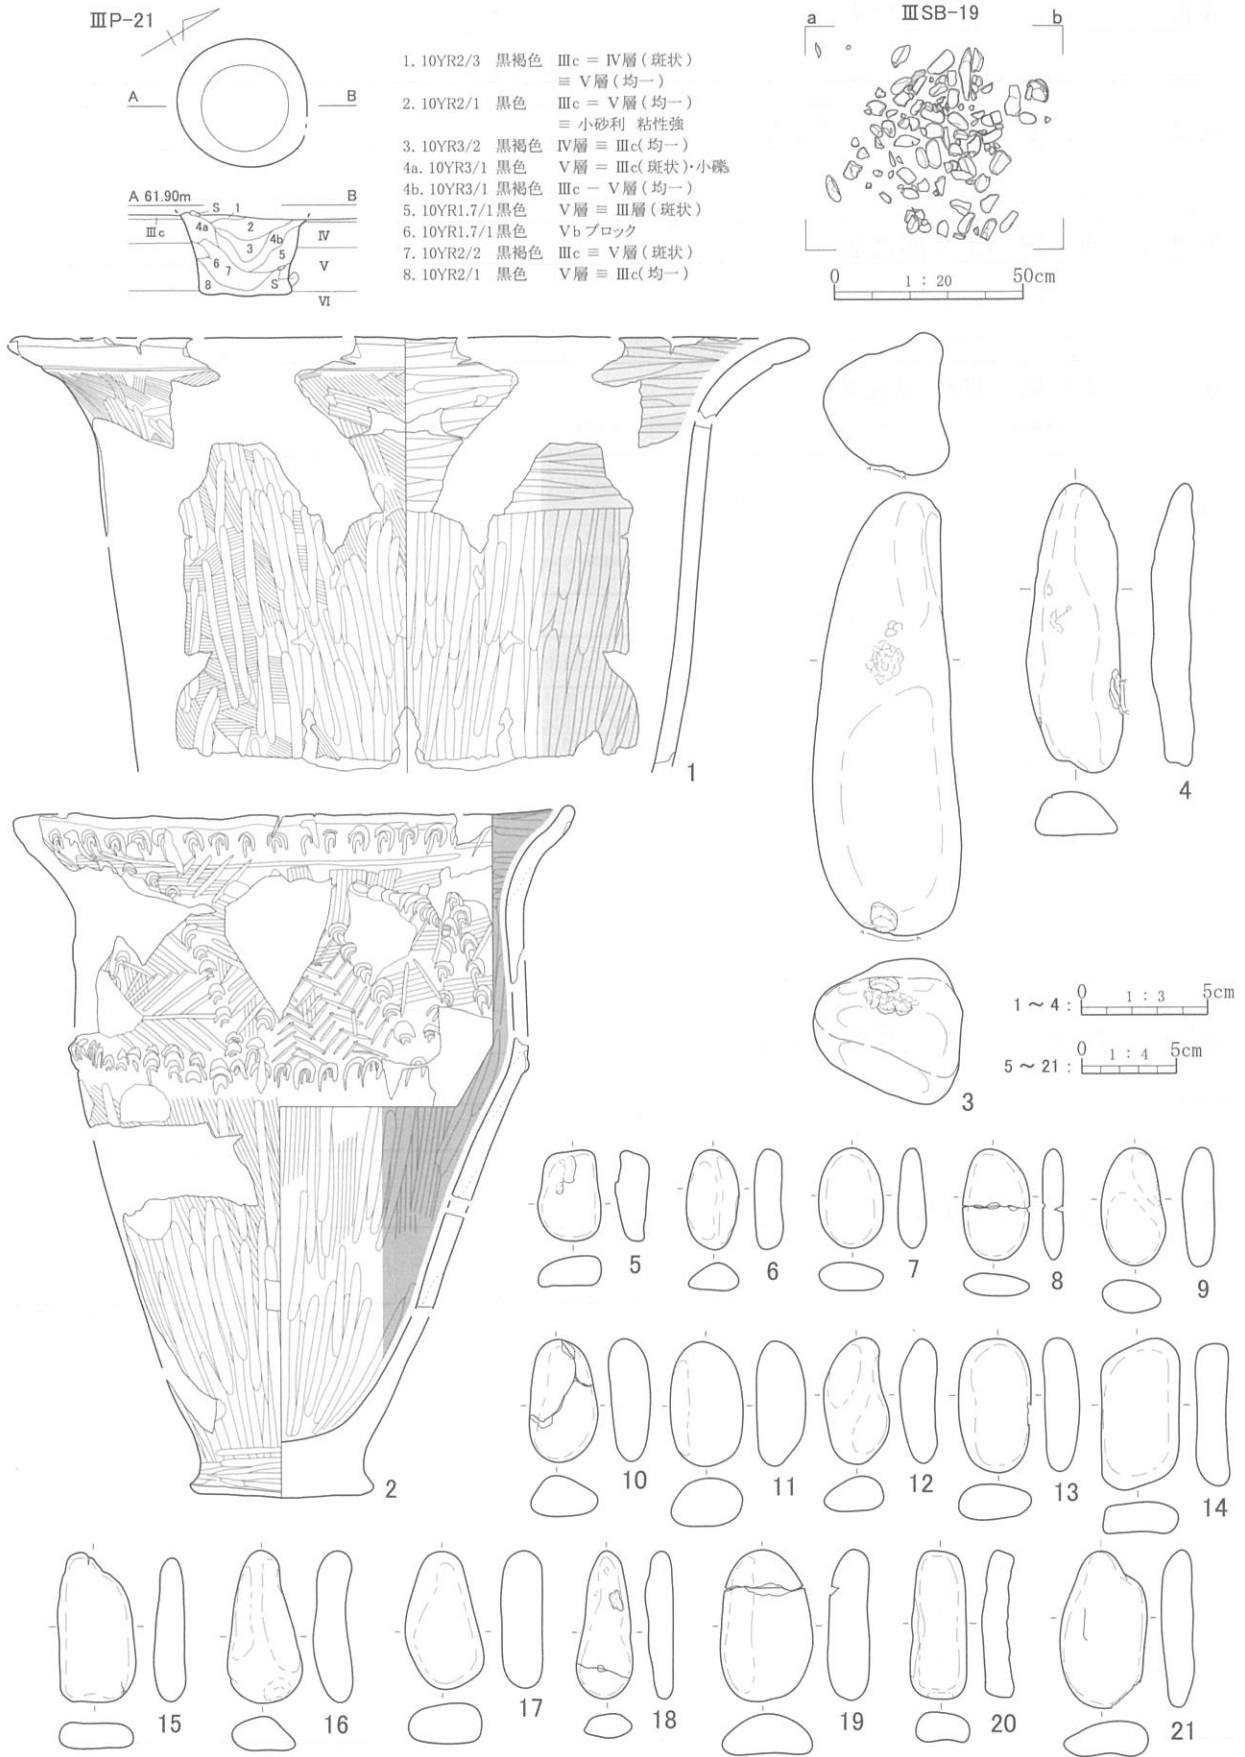 ⅢP-21
A B
A 61.90m B
S 1
Ⅲc 4a 2 4b Ⅳ
3 5
6 7 Ⅴ
8 S
Ⅵ
1. 10YR2/3 黒褐色 Ⅲc = Ⅳ層(斑状)
≡ Ⅴ層(均一)
2. 10YR2/1 黒色 Ⅲc = Ⅴ層(均一)
≡ 小砂利 粘性強
3. 10YR3/2 黒褐色 Ⅳ層 ≡ Ⅲc(均一)
4a. 10YR3/1 黒色 Ⅴ層 = Ⅲc(斑状)・小礫
4b. 10YR3/1 黒褐色 Ⅲc － Ⅴ層(均一)
5. 10YR1.7/1 黒色 Ⅴ層 ≡ Ⅲ層(斑状)
6. 10YR1.7/1 黒色 Ⅴbブロック
7. 10YR2/2 黒褐色 Ⅲc ≡ Ⅴ層(斑状)
8. 10YR2/1 黒色 Ⅴ層 ≡ Ⅲc(均一)
ⅢSB-19
a b
0 1 : 20 50cm
1
4
2
3
1～4 : 0 1 : 3 5cm
5～21 : 0 1 : 4 5cm
5 6 7 8 9
10 11 12 13 14
15 16 17 18 19 20 21